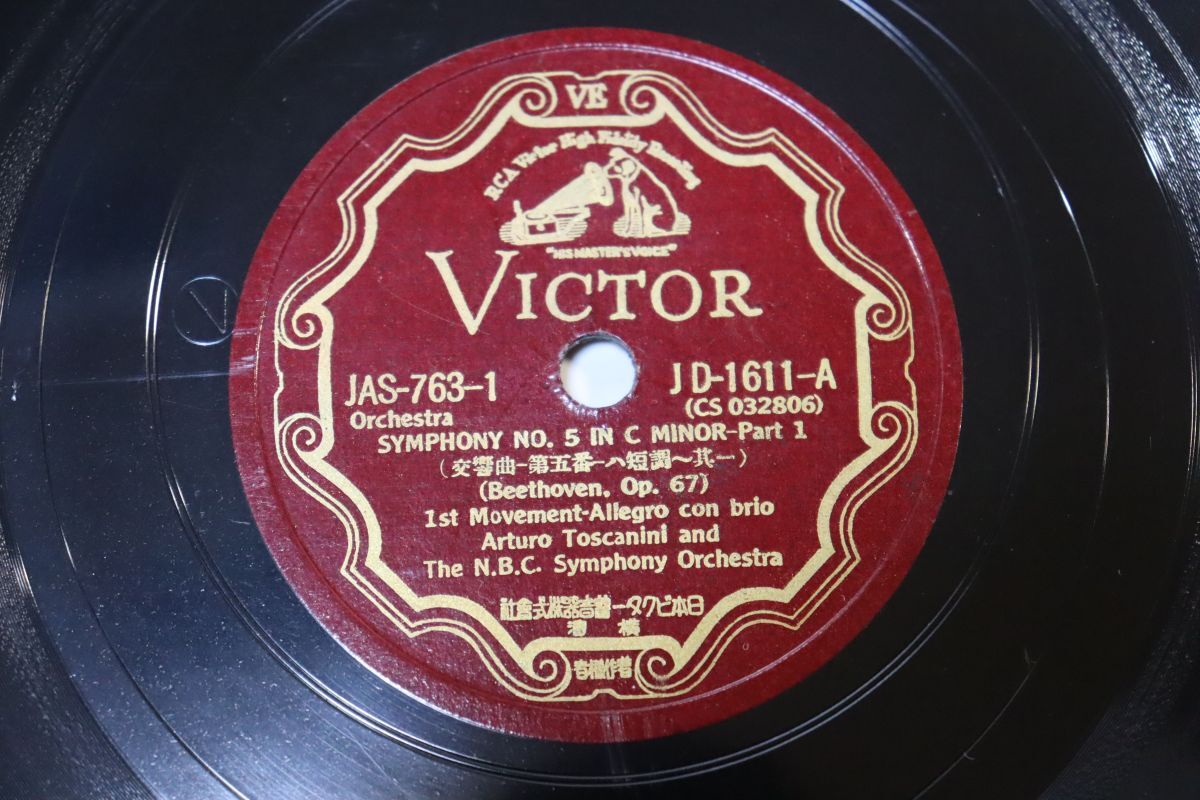 VE
RCA Victor High Fidelity Recording
"HIS MASTER'S VOICE"
VICTOR
JAS-763-1
JD-1611-A
Orchestra
(CS 032806)
SYMPHONY NO. 5 IN C MINOR-Part 1
(交響曲-第五番-ハ短調～其一)
(Beethoven, Op. 67)
1st Movement-Allegro con brio
Arturo Toscanini and
The N.B.C. Symphony Orchestra
社會式株器音蓄ータクビ本日
濱橫